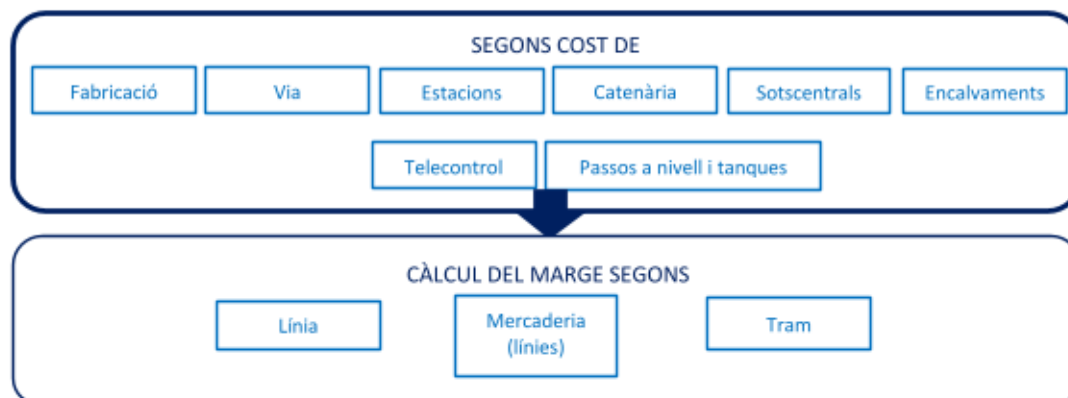 SEGONS COST DE
Fabricació
Via
Estacions
Catenària
Sotscentrals
Encalvaments
Telecontrol
Passos a nivell i tanques
CÀLCUL DEL MARGE SEGONS
Línia
Mercaderia
(línies)
Tram